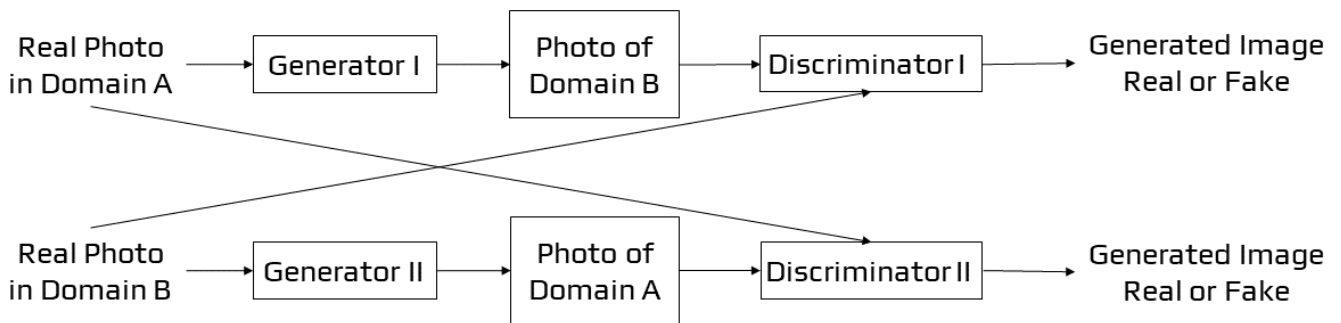 Real Photo
in Domain A
Generator I
Photo of
Domain B
Discriminator I
Generated Image
Real or Fake
Real Photo
in Domain B
Generator II
Photo of
Domain A
Discriminator II
Generated Image
Real or Fake